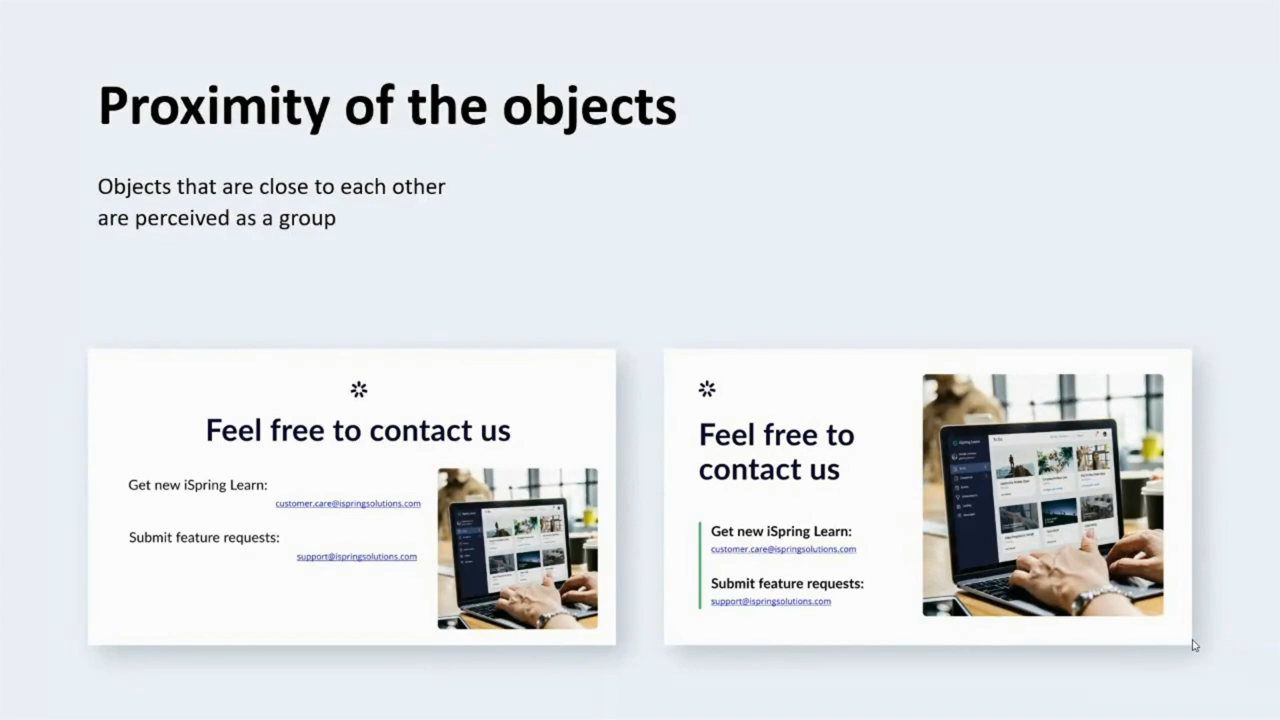 Proximity of the objects
Objects that are close to each other
are perceived as a group
Feel free to contact us
Get new iSpring Learn:
customer.care@ispringsolutions.com
Submit feature requests:
support@ispringsolutions.com
Feel free to
contact us
Get new iSpring Learn:
customer.care@ispringsolutions.com
Submit feature requests:
support@ispringsolutions.com